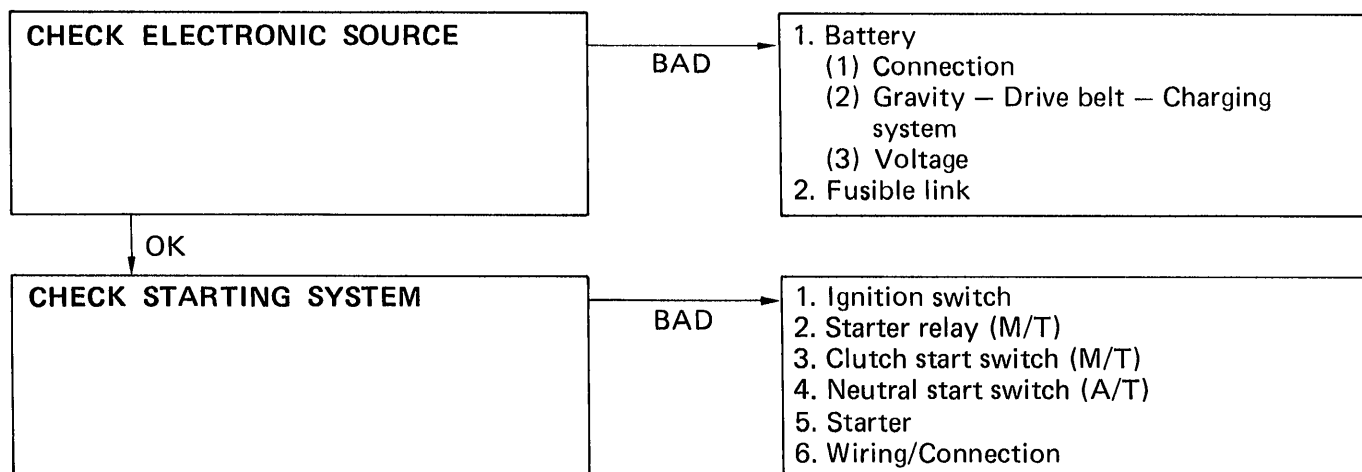 CHECK ELECTRONIC SOURCE
BAD
1. Battery
(1) Connection
(2) Gravity — Drive belt — Charging
system
(3) Voltage
2. Fusible link
OK
CHECK STARTING SYSTEM
BAD
1. Ignition switch
2. Starter relay (M/T)
3. Clutch start switch (M/T)
4. Neutral start switch (A/T)
5. Starter
6. Wiring/Connection